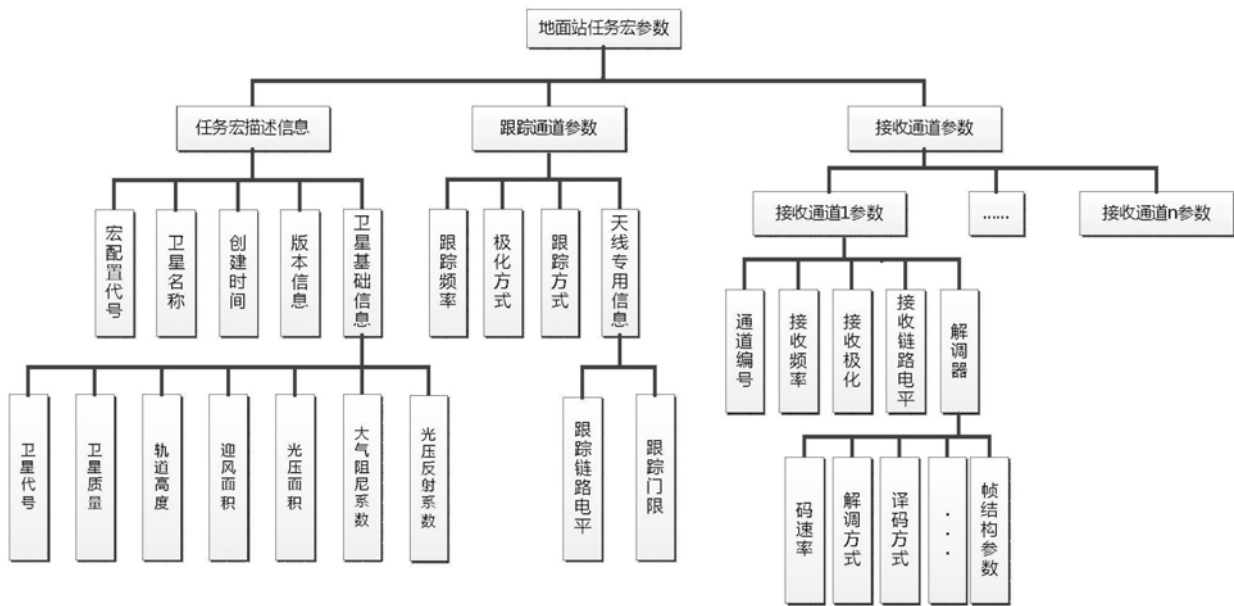 地面站任务宏参数
任务宏描述信息
跟踪通道参数
接收通道参数
宏配置代号
卫星名称
创建时间
版本信息
卫星基础信息
跟踪频率
极化方式
跟踪方式
天线专用信息
接收通道1参数
......
接收通道n参数
通道编号
接收频率
接收极化
接收链路电平
解调器
卫星代号
卫星质量
轨道高度
迎风面积
光压面积
大气阻尼系数
光压反射系数
跟踪链路电平
跟踪门限
码速率
解调方式
译码方式
...
帧结构参数